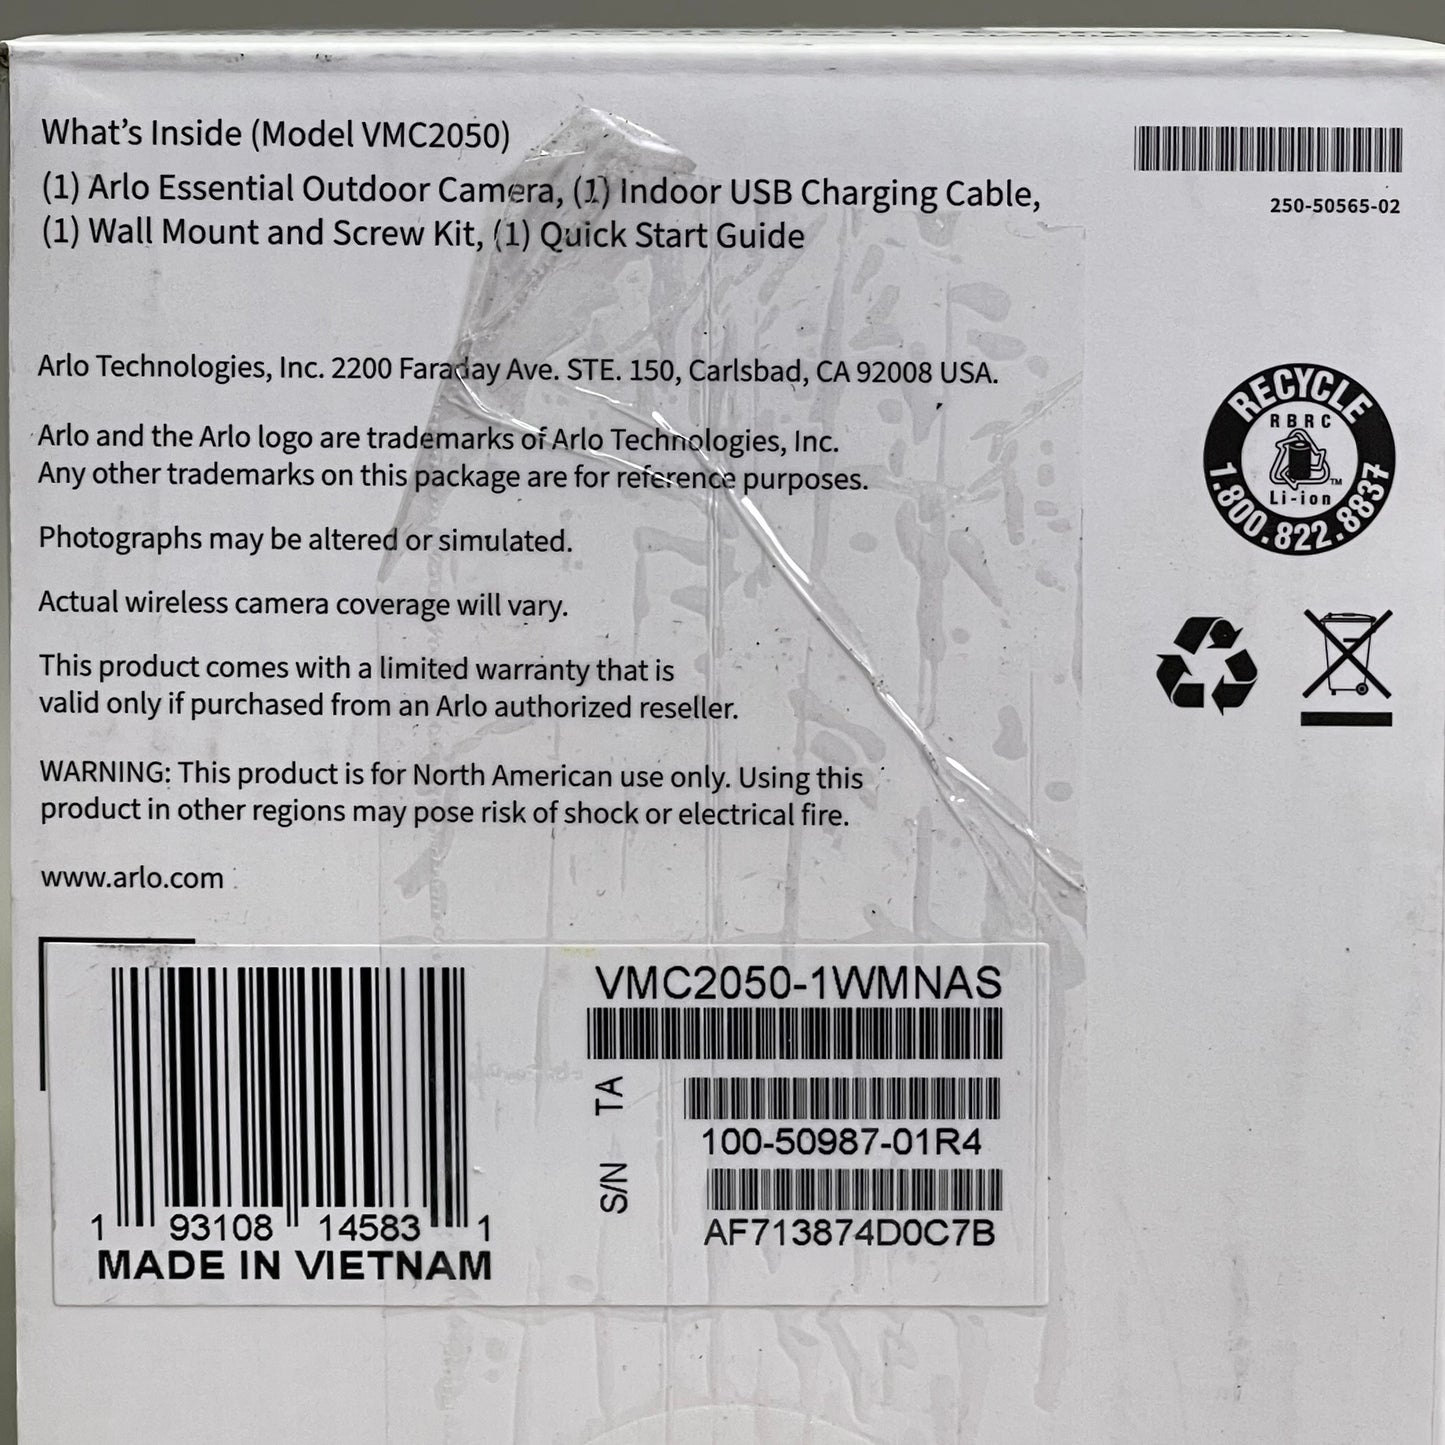 What’s Inside (Model VMC2050)
(1) Arlo Essential Outdoor Camera, (1) Indoor USB Charging Cable,
(1) Wall Mount and Screw Kit, (1) Quick Start Guide
250-50565-02
Arlo Technologies, Inc. 2200 Faraday Ave. STE. 150, Carlsbad, CA 92008 USA.
Arlo and the Arlo logo are trademarks of Arlo Technologies, Inc.
Any other trademarks on this package are for reference purposes.
Photographs may be altered or simulated.
Actual wireless camera coverage will vary.
This product comes with a limited warranty that is
valid only if purchased from an Arlo authorized reseller.
WARNING: This product is for North American use only. Using this
product in other regions may pose risk of shock or electrical fire.
www.arlo.com
RECYCLE
RBRC
TM
Li-ion
1.800.822.8837
VMC2050-1WMNAS
TA
100-50987-01R4
S/N
AF713874D0C7B
1 93108 14583 1
MADE IN VIETNAM